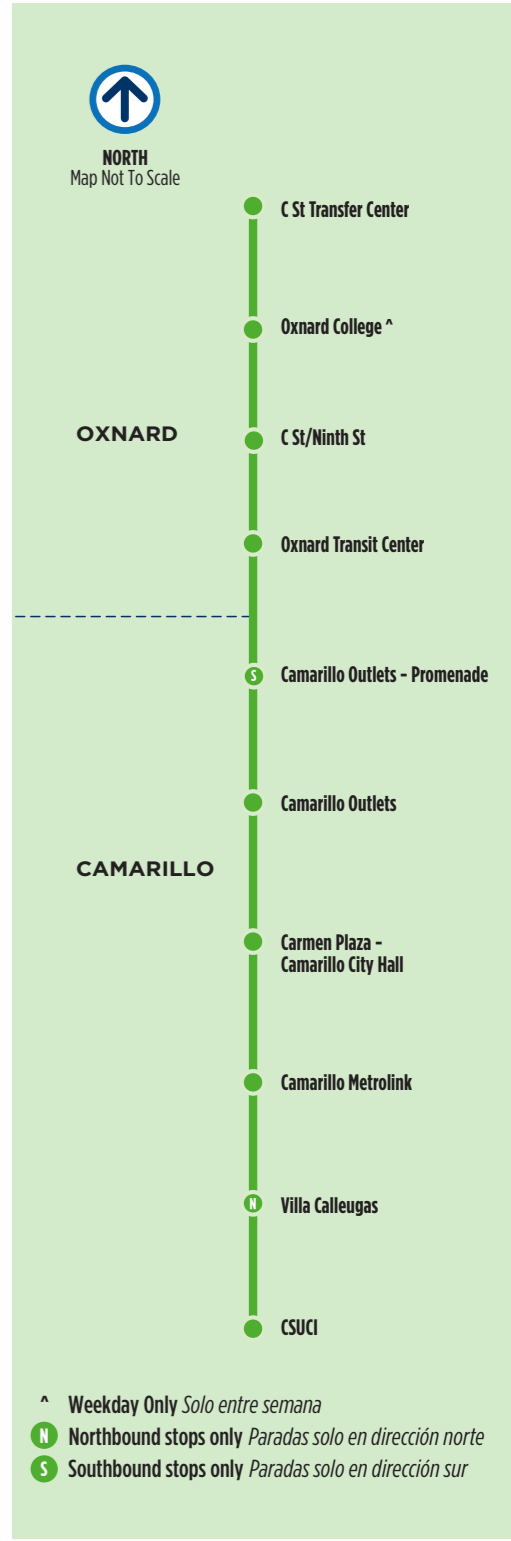 NORTH
Map Not To Scale
C St Transfer Center
Oxnard College ^
OXNARD
C St/Ninth St
Oxnard Transit Center
S
Camarillo Outlets - Promenade
Camarillo Outlets
CAMARILLO
Carmen Plaza -
Camarillo City Hall
Camarillo Metrolink
N
Villa Calleugas
CSUCI
^ Weekday Only Solo entre semana
N Northbound stops only Paradas solo en dirección norte
S Southbound stops only Paradas solo en dirección sur